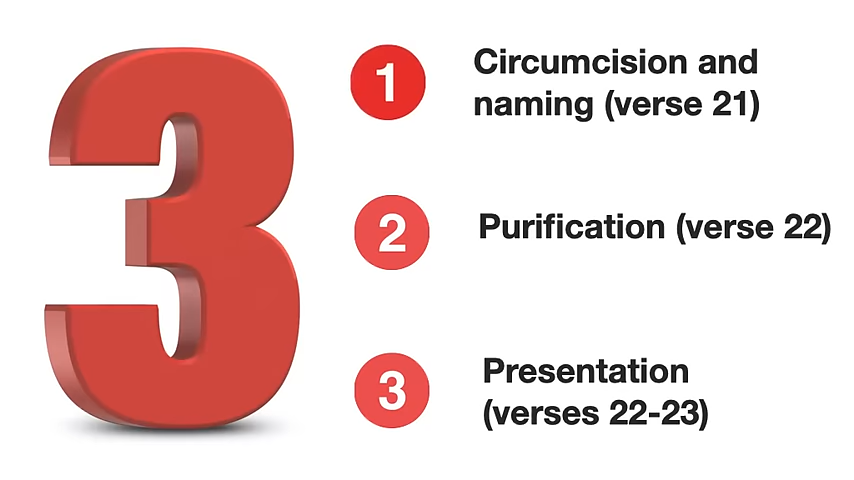 3
1
Circumcision and
naming (verse 21)
2
Purification (verse 22)
3
Presentation
(verses 22-23)